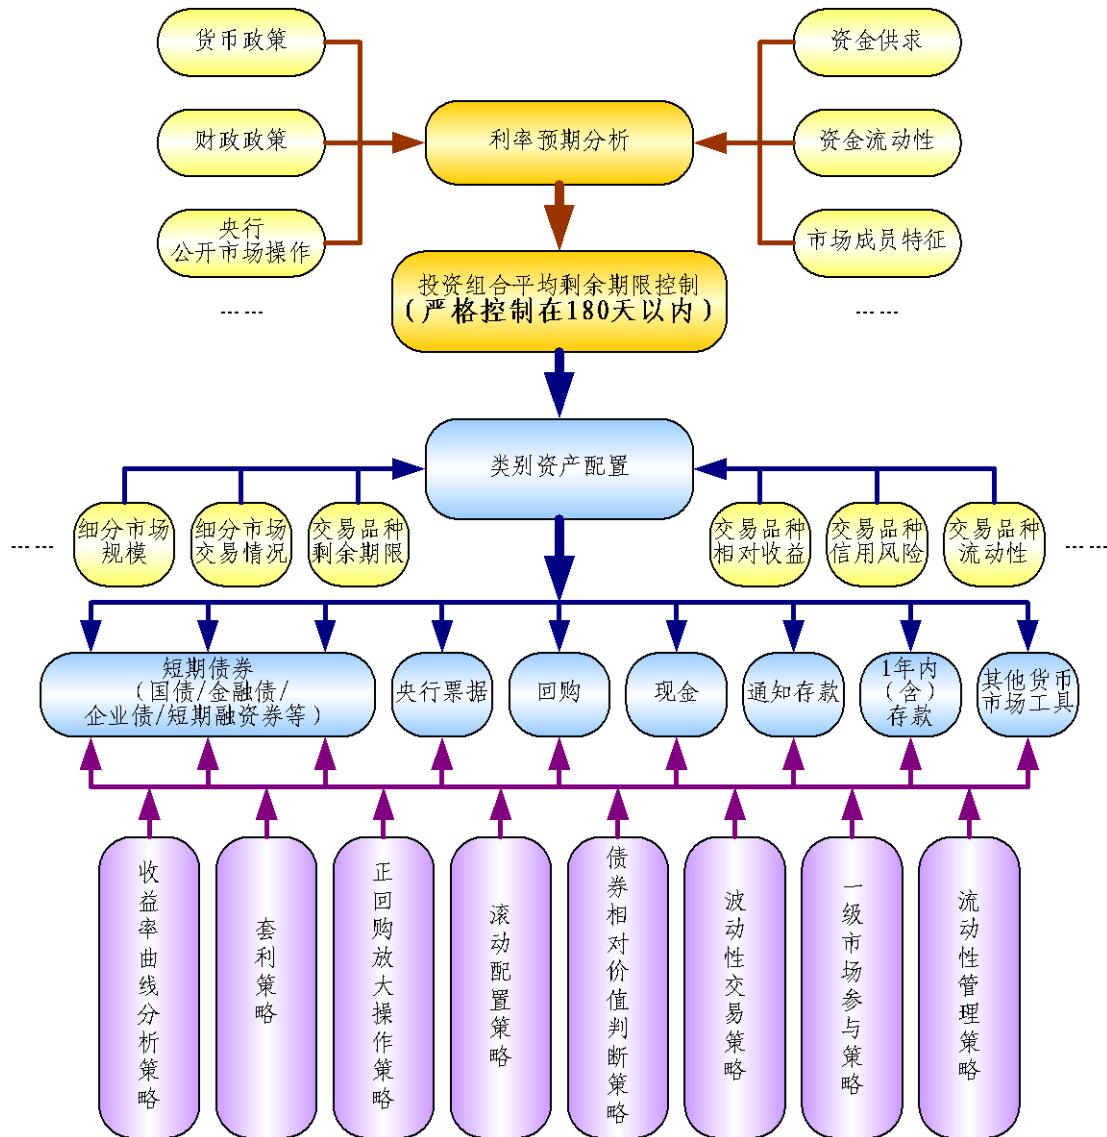 货币政策
资金供求
利率预期分析
财政政策
资金流动性
央行
公开市场操作
市场成员特征
投资组合平均剩余期限控制
（严格控制在180天以内）
┄ ┄
┄ ┄
类别资产配置
细分市场
规模
细分市场
交易情况
交易品种
剩余期限
交易品种
相对收益
交易品种
信用风险
交易品种
流动性
┄ ┄
┄ ┄
短期债券
（国债/金融债/
企业债/短期融资券等）
央行票据
回购
现金
通知存款
1年内
（含）
存款
其他货币
市场工具
收益率曲线分析策略
套利策略
正回购放大操作策略
滚动配置策略
债券相对价值判断策略
波动性交易策略
一级市场参与策略
流动性管理策略